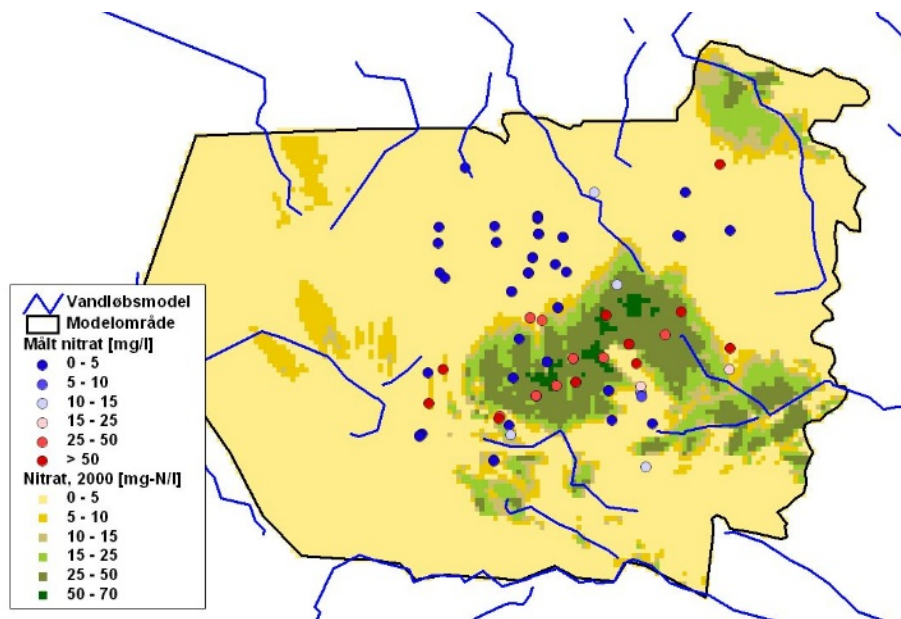 Vandløbsmodel
Modelområde
Målt nitrat [mg/l]
0 - 5
5 - 10
10 - 15
15 - 25
25 - 50
> 50
Nitrat, 2000 [mg-N/l]
0 - 5
5 - 10
10 - 15
15 - 25
25 - 50
50 - 70